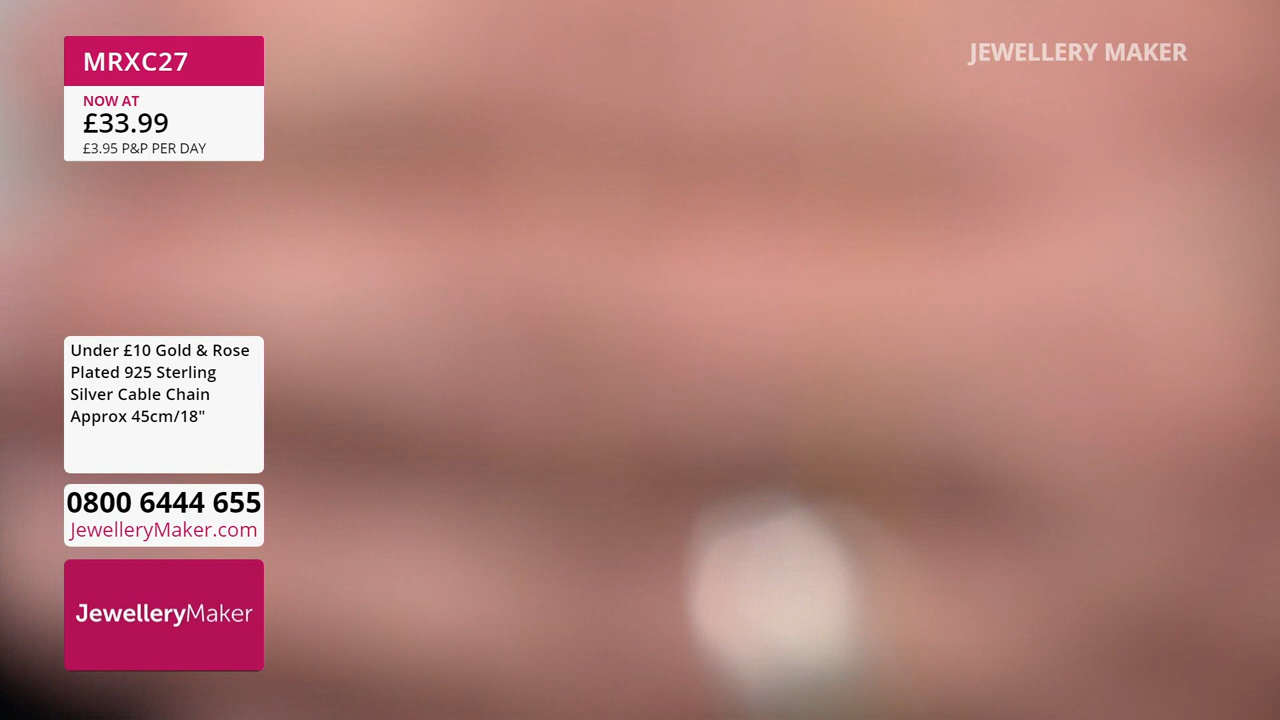 MRXC27
NOW AT
£33.99
£3.95 P&P PER DAY
JEWELLERY MAKER
Under £10 Gold & Rose
Plated 925 Sterling
Silver Cable Chain
Approx 45cm/18"
0800 6444 655
JewelleryMaker.com
JewelleryMaker